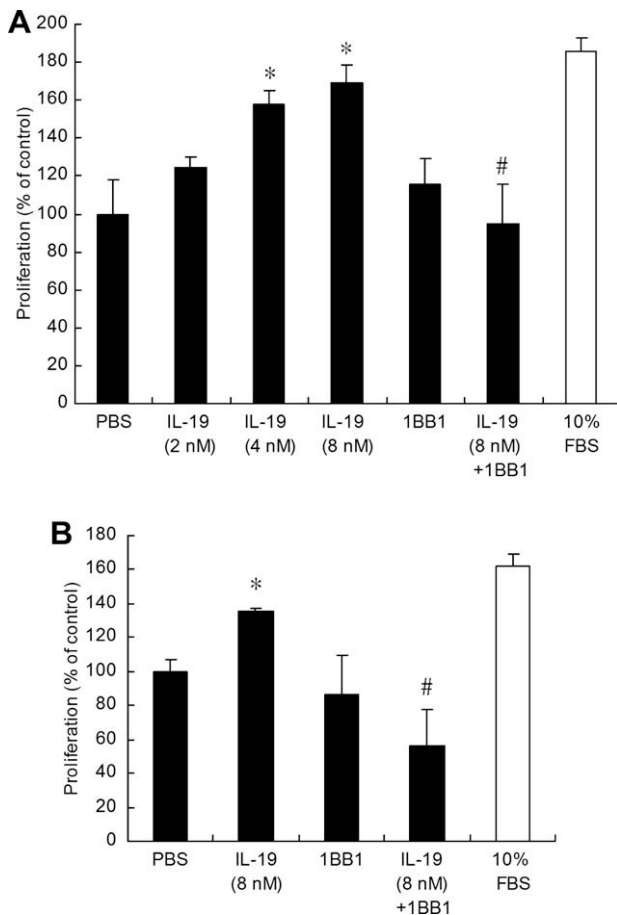 A
Proliferation (% of control)
200
180
160
140
120
100
80
60
40
20
0
* *
#
PBS IL-19 IL-19 IL-19 1BB1 IL-19 10%
(2 nM) (4 nM) (8 nM) (8 nM) FBS
+1BB1
B
Proliferation (% of control)
180
160
140
120
100
80
60
40
20
0
*
#
PBS IL-19 1BB1 IL-19 10%
(8 nM) (8 nM) FBS
+1BB1